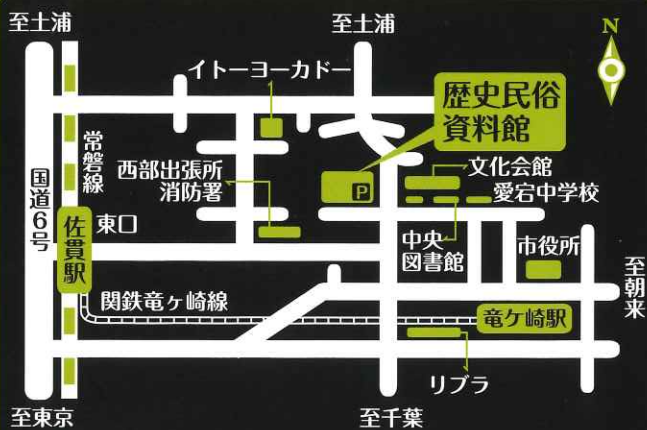 至土浦
至土浦
N
イトーヨーカドー
歴史民俗
資料館
常磐線
西部出張所
消防署
P
文化会館
愛宕中学校
国道6号
佐貫駅
東口
中央
図書館
市役所
至朝来
関鉄竜ヶ崎線
竜ケ崎駅
リブラ
至東京
至千葉